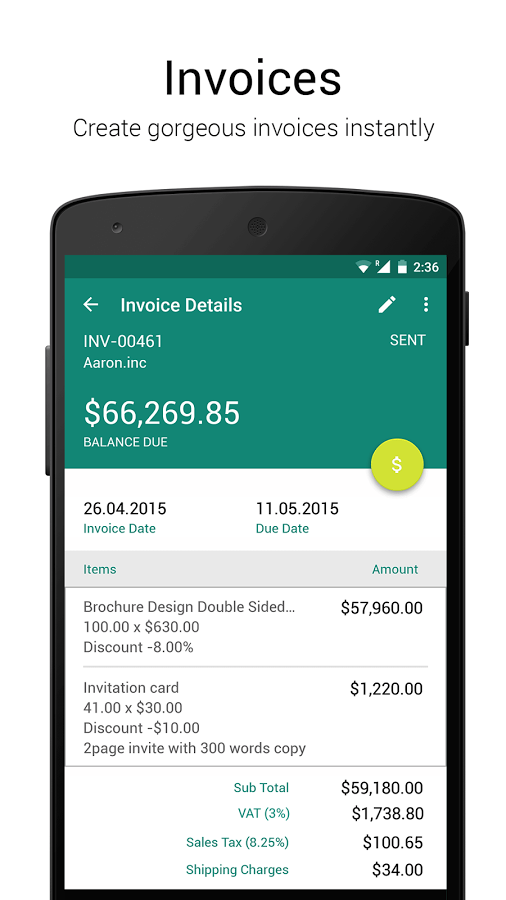 Invoices
Create gorgeous invoices instantly
R 2:36
Invoice Details
INV-00461 SENT
Aaron.inc
$66,269.85
BALANCE DUE
$
26.04.2015 11.05.2015
Invoice Date Due Date
Items Amount
Brochure Design Double Sided... $57,960.00
100.00 x $630.00
Discount -8.00%
Invitation card $1,220.00
41.00 x $30.00
Discount -$10.00
2page invite with 300 words copy
Sub Total $59,180.00
VAT (3%) $1,738.80
Sales Tax (8.25%) $100.65
Shipping Charges $34.00